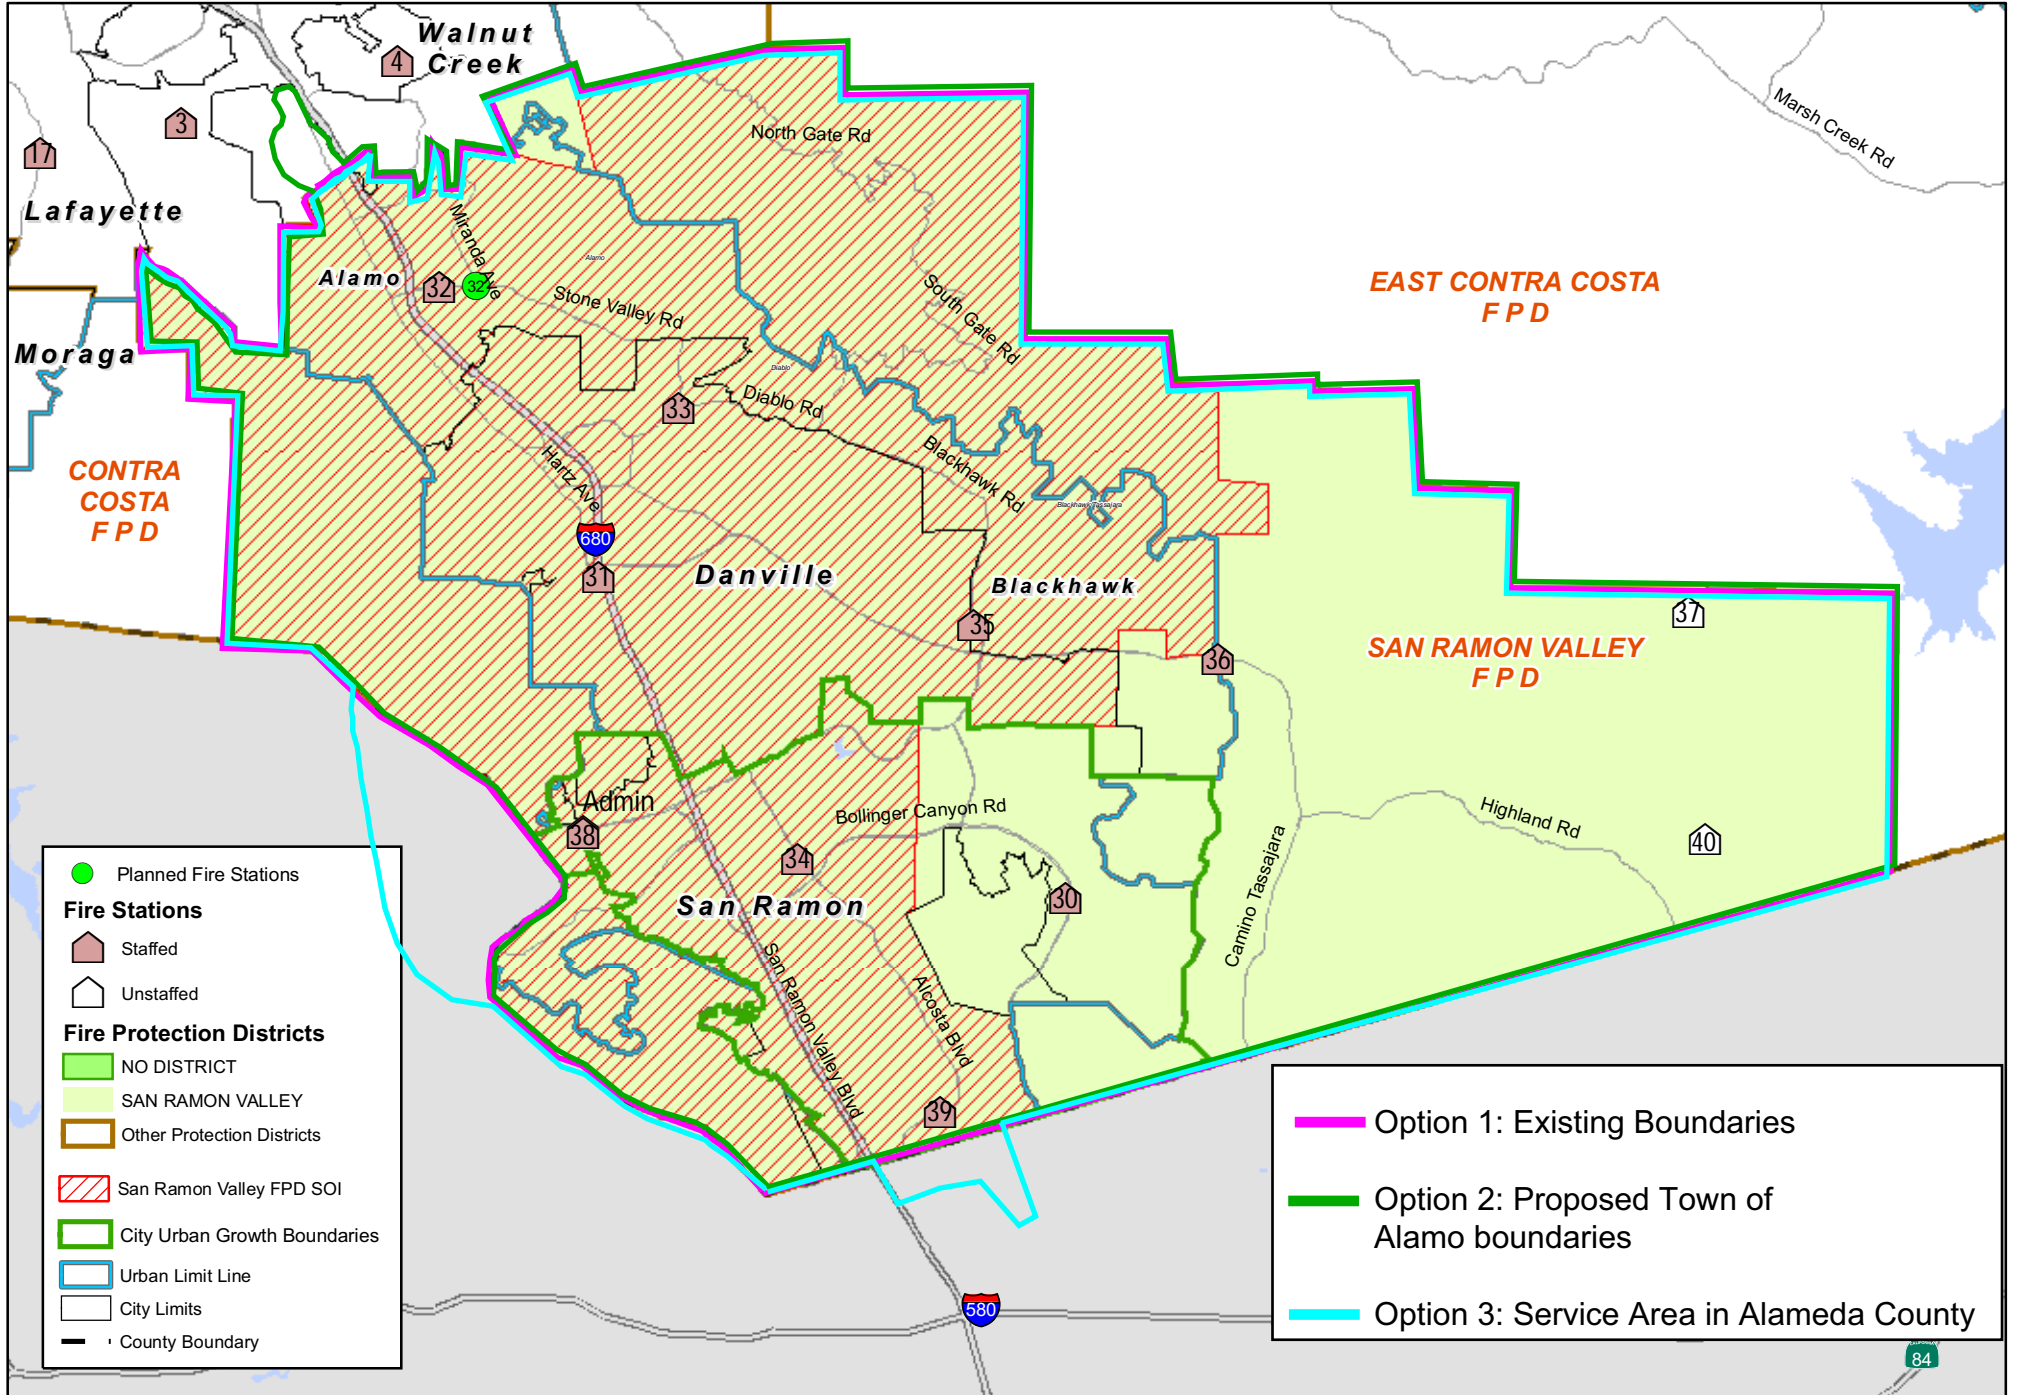 Walnut
Creek
4
3
17
North Gate Rd
Marsh Creek Rd
Lafayette
Miranda Ave
Alamo
Alamo
32
32
Stone Valley Rd
South Gate Rd
EAST CONTRA COSTA
F P D
Moraga
Diablo
Diablo Rd
33
CONTRA
COSTA
F P D
Hartz Ave
Blackhawk Rd
Blackhawk Tassajara
680
31
Danville
Blackhawk
35
36
37
SAN RAMON VALLEY
F P D
Admin
38
Bollinger Canyon Rd
34
Highland Rd
40
Camino Tassajara
30
San Ramon
San Ramon Valley Blvd
Alcosta Blvd
39
580
84
Planned Fire Stations
Fire Stations
Staffed
Unstaffed
Fire Protection Districts
NO DISTRICT
SAN RAMON VALLEY
Other Protection Districts
San Ramon Valley FPD SOI
City Urban Growth Boundaries
Urban Limit Line
City Limits
County Boundary
Option 1: Existing Boundaries
Option 2: Proposed Town of
Alamo boundaries
Option 3: Service Area in Alameda County